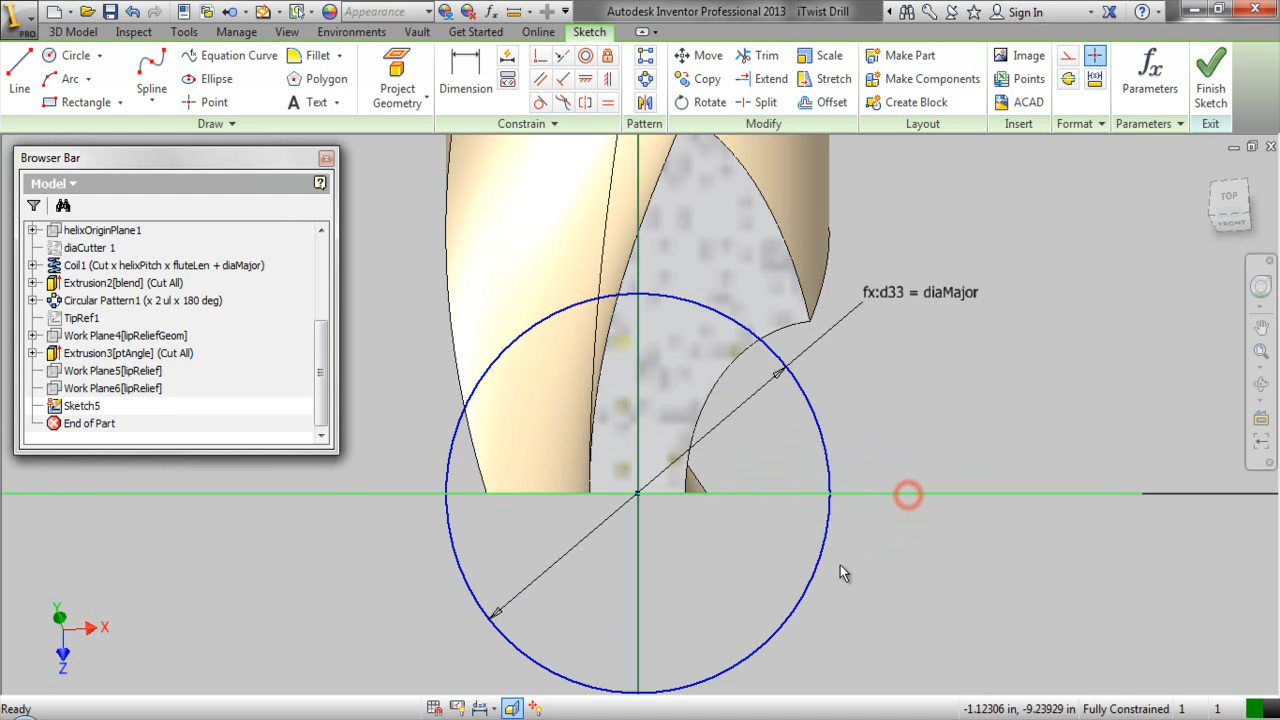 PRO
Appearance
Autodesk Inventor Professional 2013 iTwist Drill
Sign In
3D Model Inspect Tools Manage View Environments Vault Get Started Online Sketch
Line
Circle
Arc
Rectangle
Spline
Equation Curve
Ellipse
Point
Fillet
Polygon
Text
Project
Geometry
Dimension
Move
Copy
Rotate
Trim
Extend
Split
Scale
Stretch
Offset
Make Part
Make Components
Create Block
Image
Points
ACAD
fx
Parameters
Finish
Sketch
Draw Constrain Pattern Modify Layout Insert Format Parameters Exit
Browser Bar
Model
helixOriginPlane1
diaCutter 1
Coil1 (Cut x helixPitch x fluteLen + diaMajor)
Extrusion2[blend] (Cut All)
Circular Pattern1 (x 2 ul x 180 deg)
TipRef1
Work Plane4[lipReliefGeom]
Extrusion3[ptAngle] (Cut All)
Work Plane5[lipRelief]
Work Plane6[lipRelief]
Sketch5
End of Part
fx:d33 = diaMajor
TOP
FRONT
Y
X
Z
Ready
-1.12306 in, -9.23929 in Fully Constrained 1 1